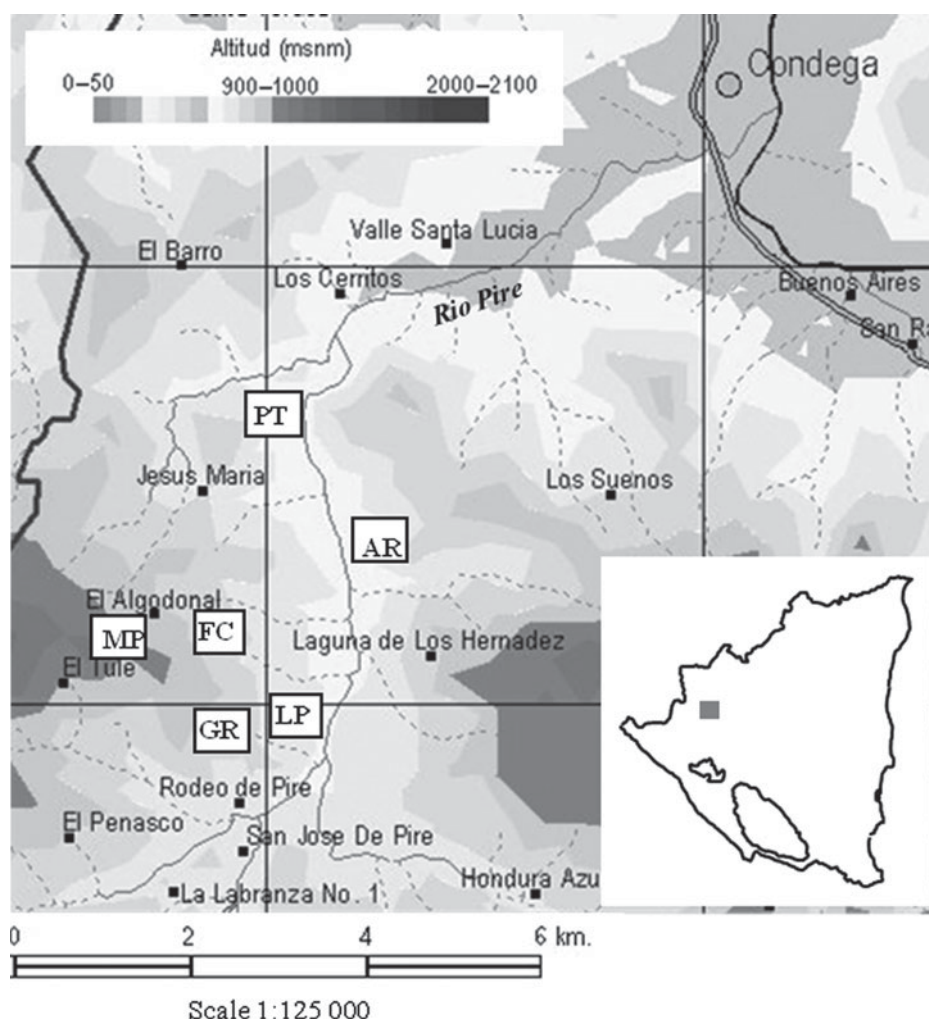 Altitud (msnm)
0–50 900–1000 2000–2100
Condega
Valle Santa Lucia
El Barro
Los Cerritos
Rio Pire
Buenos Aires
San Ra
PT
Jesus Maria
Los Suenos
AR
El Algodonal
MP
FC
Laguna de Los Hernadez
El Tule
GR
LP
Rodeo de Pire
El Penasco
San Jose De Pire
La Labranza No. 1
Hondura Azu
0 2 4 6 km.
Scale 1:125 000